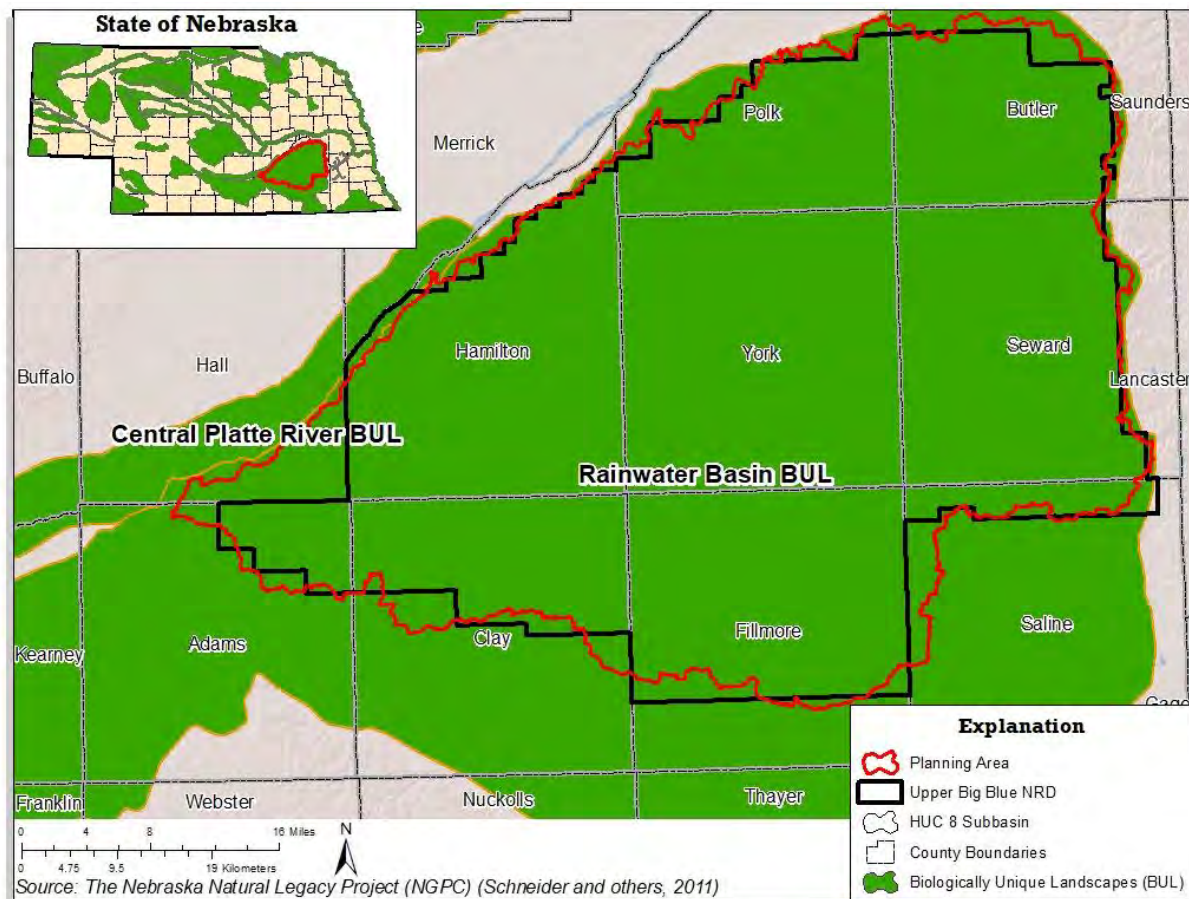 State of Nebraska
Merrick
Polk
Butler
Saunders
Buffalo
Hall
Hamilton
York
Seward
Lancaster
Central Platte River BUL
Rainwater Basin BUL
Kearney
Adams
Clay
Fillmore
Saline
Franklin
Webster
Nuckolls
Thayer
Explanation
Planning Area
Upper Big Blue NRD
HUC 8 Subbasin
County Boundaries
Biologically Unique Landscapes (BUL)
0 4 8 16 Miles
0 4.75 9.5 19 Kilometers
N
Source: The Nebraska Natural Legacy Project (NGPC) (Schneider and others, 2011)